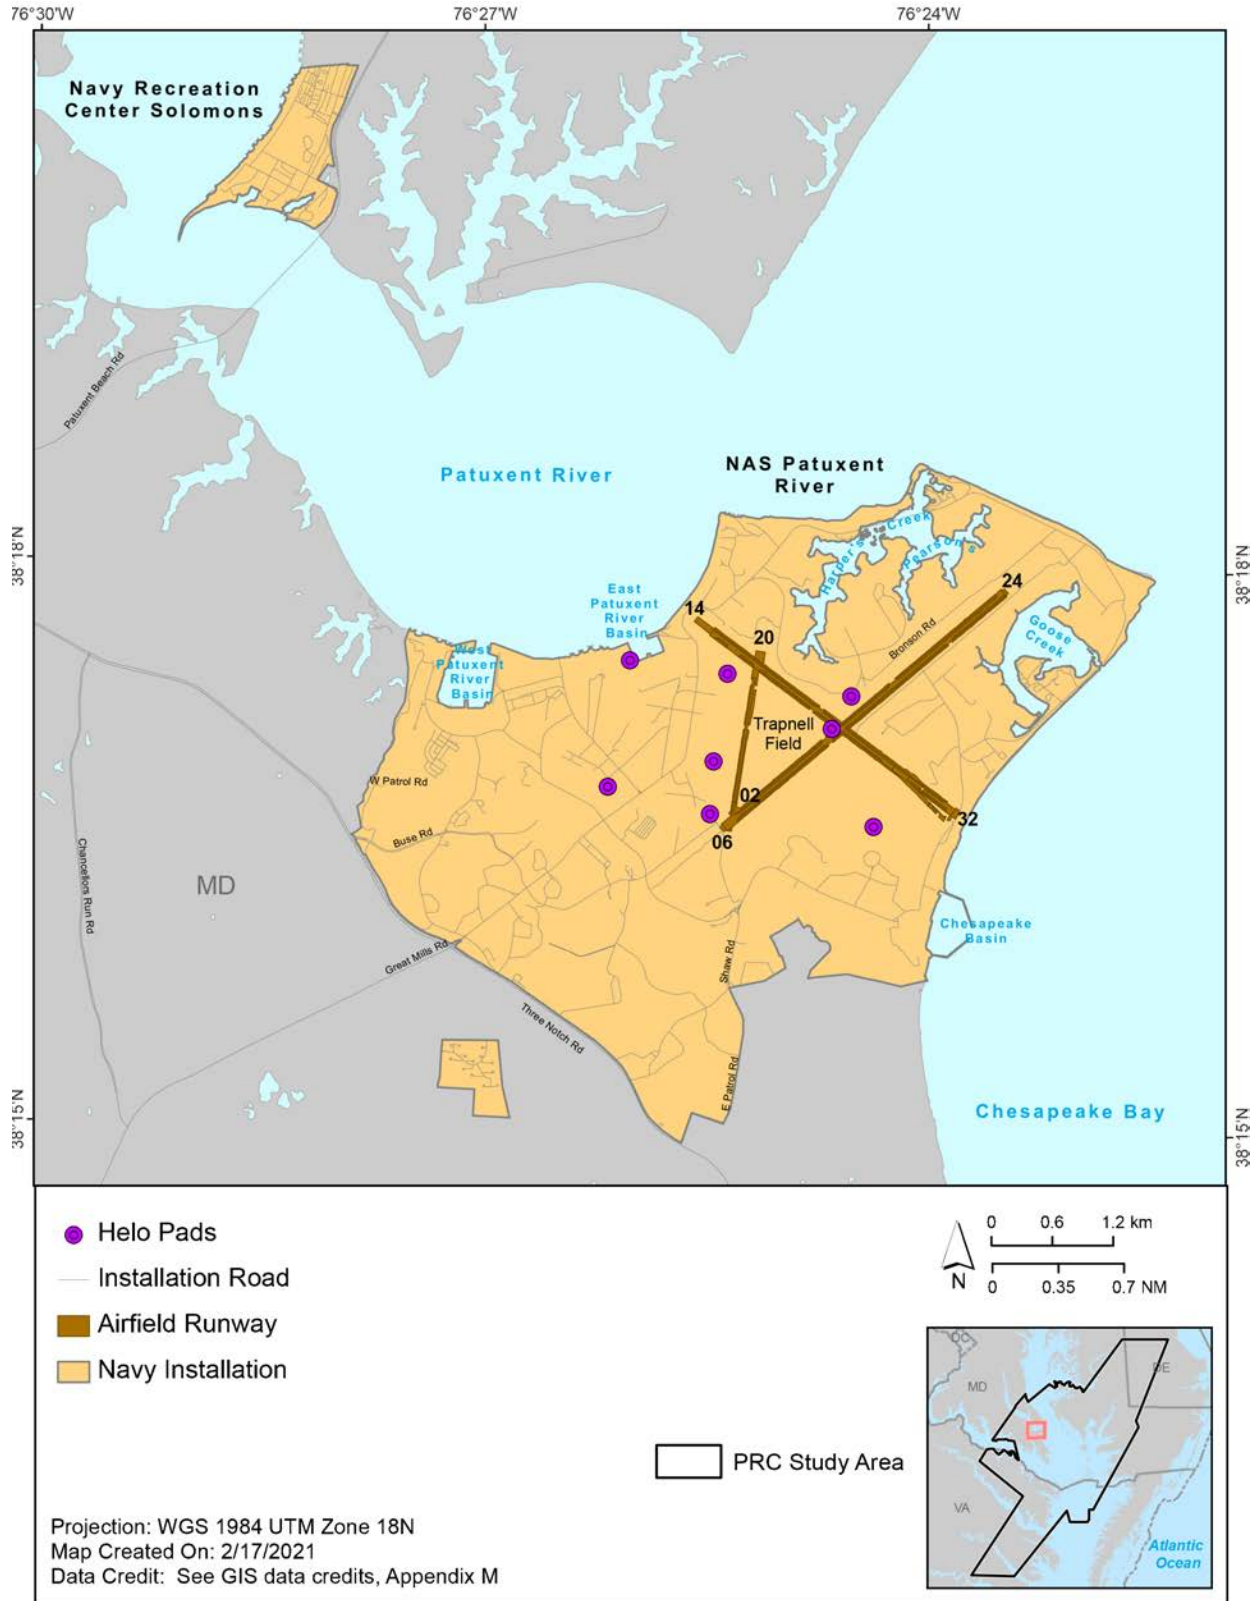 76°30'W
76°27'W
76°24'W
Navy Recreation
Center Solomons
Patuxent Beach Rd
Patuxent River
NAS Patuxent
River
38°18'N
38°18'N
Harper's
Creek
Pearson's
24
East
Patuxent
River
Basin
14
20
Bronson Rd
Goose
Creek
West
Patuxent
River
Basin
Trapnell
Field
W Patrol Rd
02
32
06
Buse Rd
Chancellors Run Rd
MD
Chesapeake
Basin
Great Mills Rd
Shaw Rd
Three Notch Rd
E Patrol Rd
38°15'N
38°15'N
Chesapeake Bay
Helo Pads
Installation Road
Airfield Runway
Navy Installation
N
0 0.6 1.2 km
0 0.35 0.7 NM
PRC Study Area
DC
MD
DE
VA
Atlantic
Ocean
Projection: WGS 1984 UTM Zone 18N
Map Created On: 2/17/2021
Data Credit: See GIS data credits, Appendix M